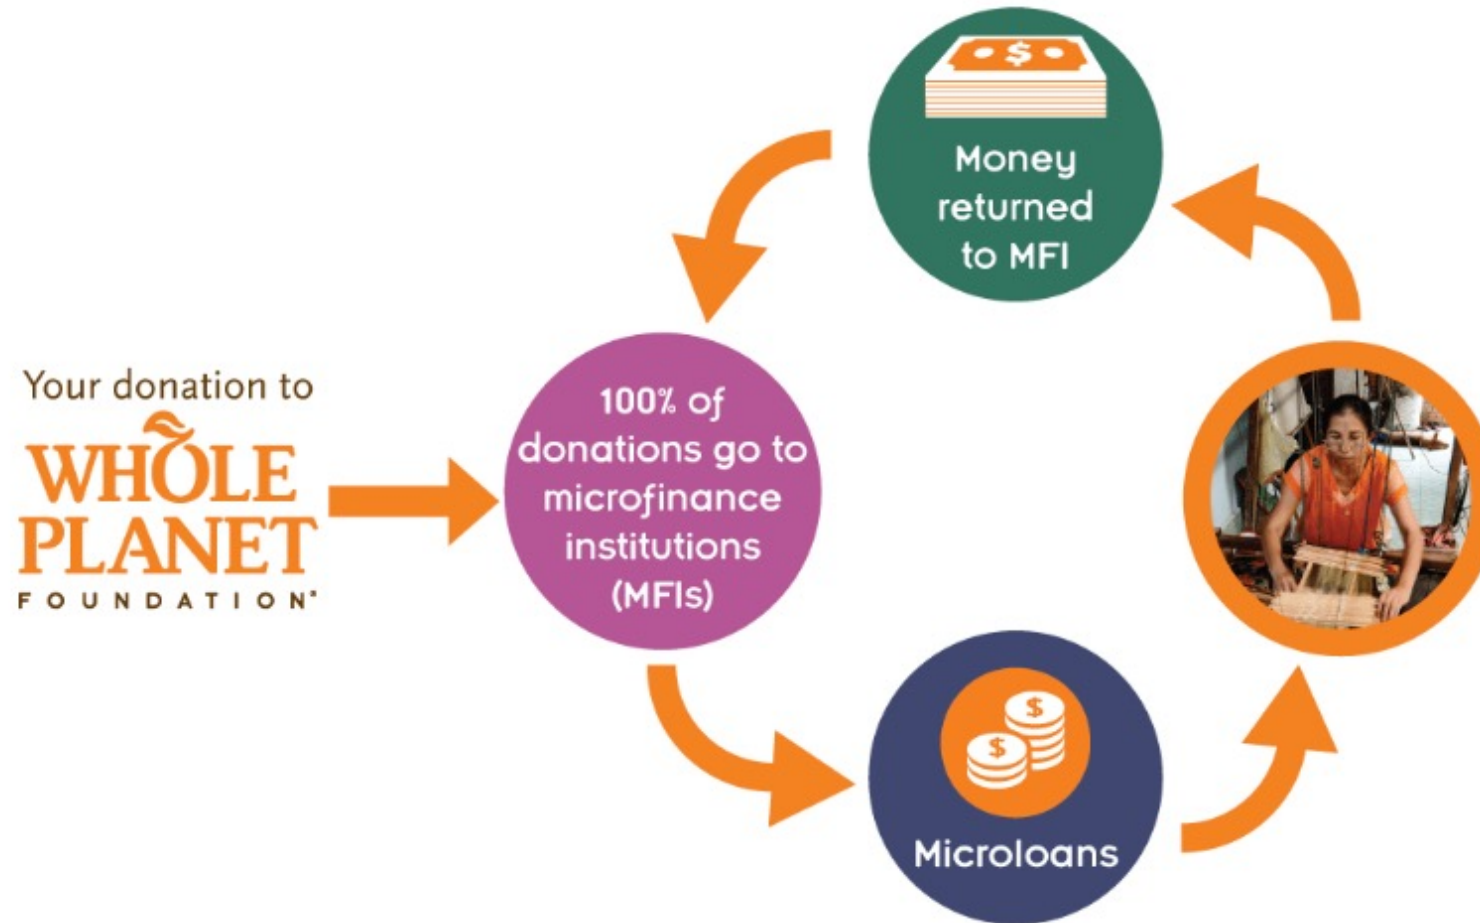 Your donation to
WHOLE
PLANET
FOUNDATION®
100% of
donations go to
microfinance
institutions
(MFIs)
$
$
Microloans
$
Money
returned
to MFI